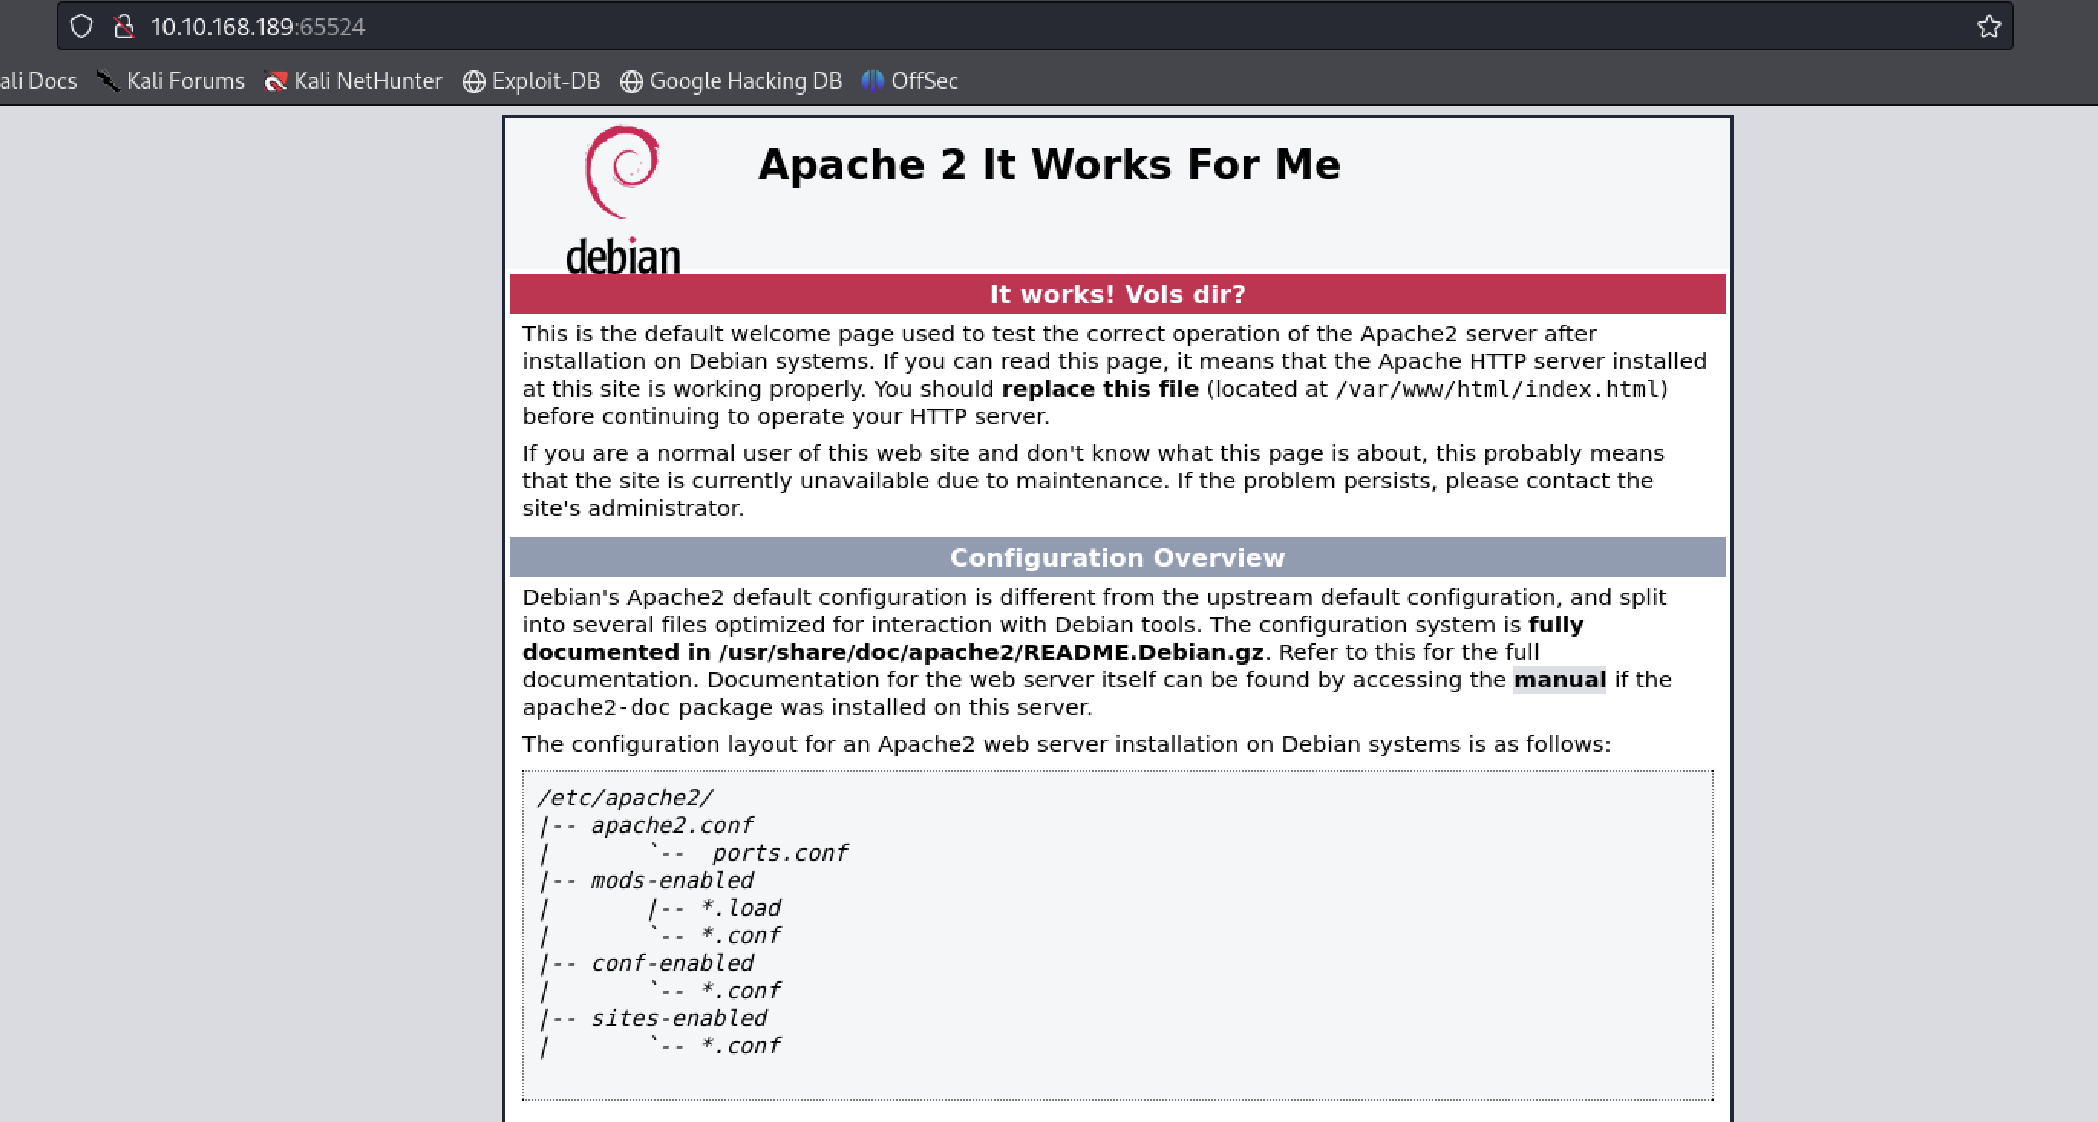 10.10.168.189:65524
ali Docs Kali Forums Kali NetHunter Exploit-DB Google Hacking DB OffSec
debian
Apache 2 It Works For Me
It works! Vols dir?
This is the default welcome page used to test the correct operation of the Apache2 server after
installation on Debian systems. If you can read this page, it means that the Apache HTTP server installed
at this site is working properly. You should replace this file (located at /var/www/html/index.html)
before continuing to operate your HTTP server.
If you are a normal user of this web site and don't know what this page is about, this probably means
that the site is currently unavailable due to maintenance. If the problem persists, please contact the
site's administrator.
Configuration Overview
Debian's Apache2 default configuration is different from the upstream default configuration, and split
into several files optimized for interaction with Debian tools. The configuration system is fully
documented in /usr/share/doc/apache2/README.Debian.gz. Refer to this for the full
documentation. Documentation for the web server itself can be found by accessing the manual if the
apache2-doc package was installed on this server.
The configuration layout for an Apache2 web server installation on Debian systems is as follows:
/etc/apache2/
|-- apache2.conf
|       `--  ports.conf
|-- mods-enabled
|       |-- *.load
|       `-- *.conf
|-- conf-enabled
|       `-- *.conf
|-- sites-enabled
|       `-- *.conf